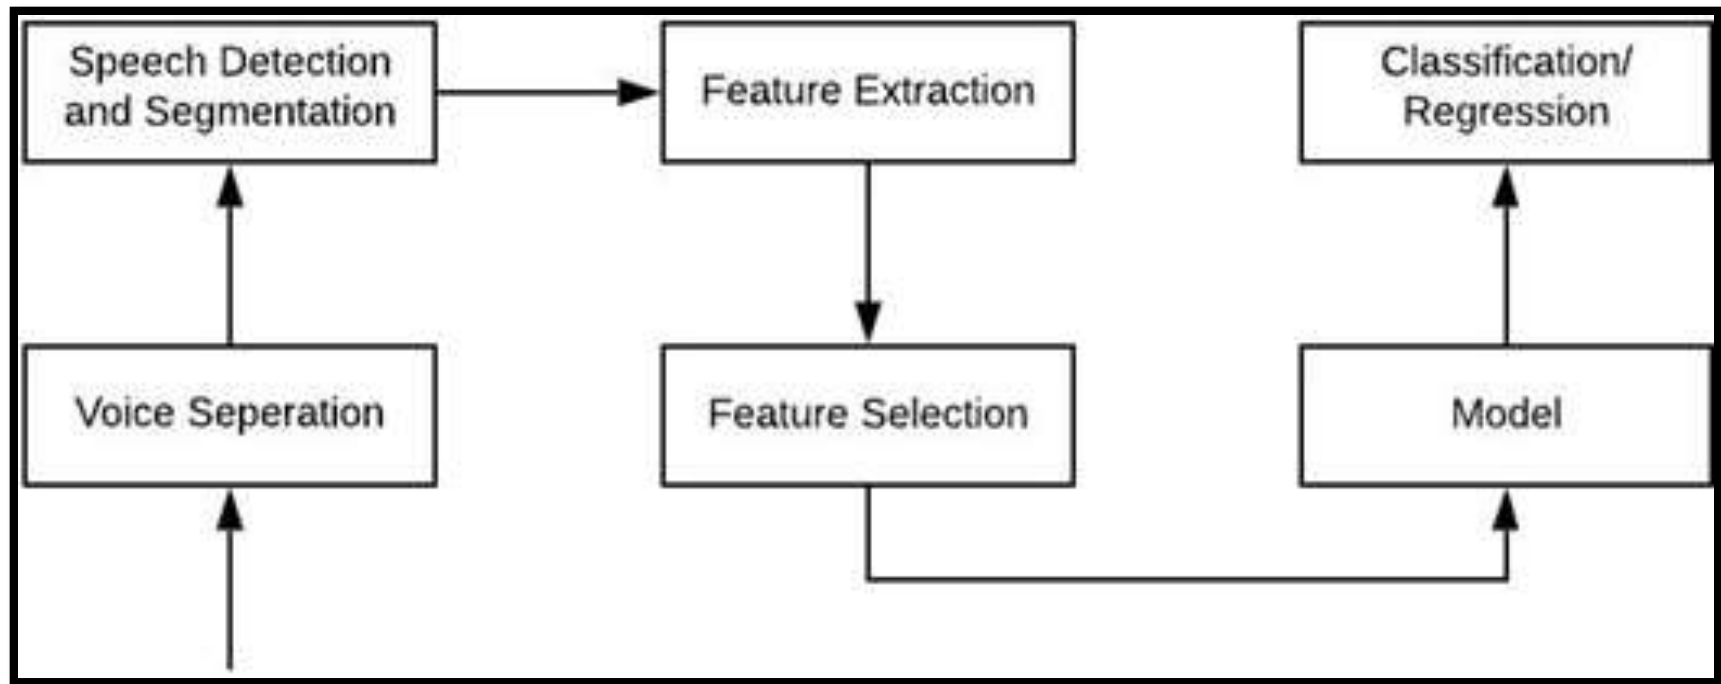 Speech Detection
and Segmentation
Feature Extraction
Classification/
Regression
Voice Seperation
Feature Selection
Model